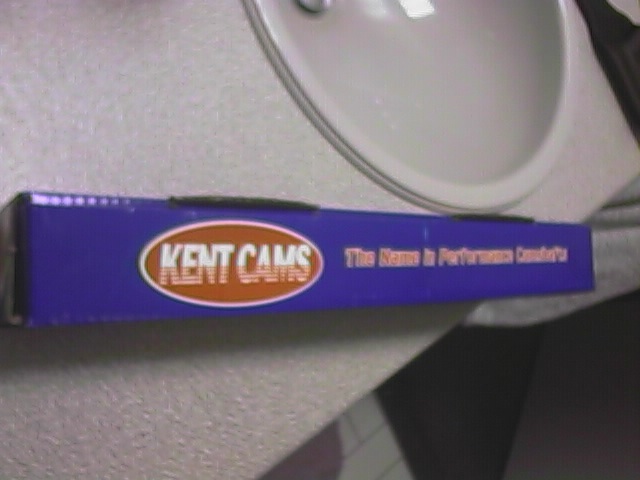 KENT CAMS
The Name in Performance Camshafts